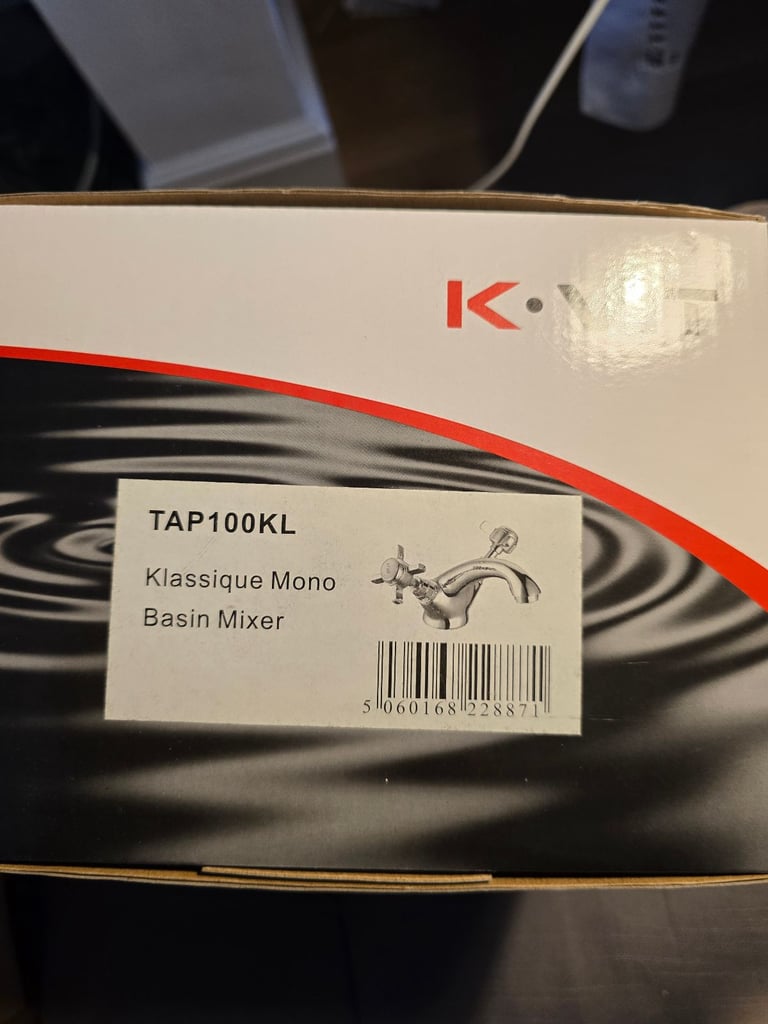 K•
TAP100KL
Klassique Mono
Basin Mixer
5 060168 228871